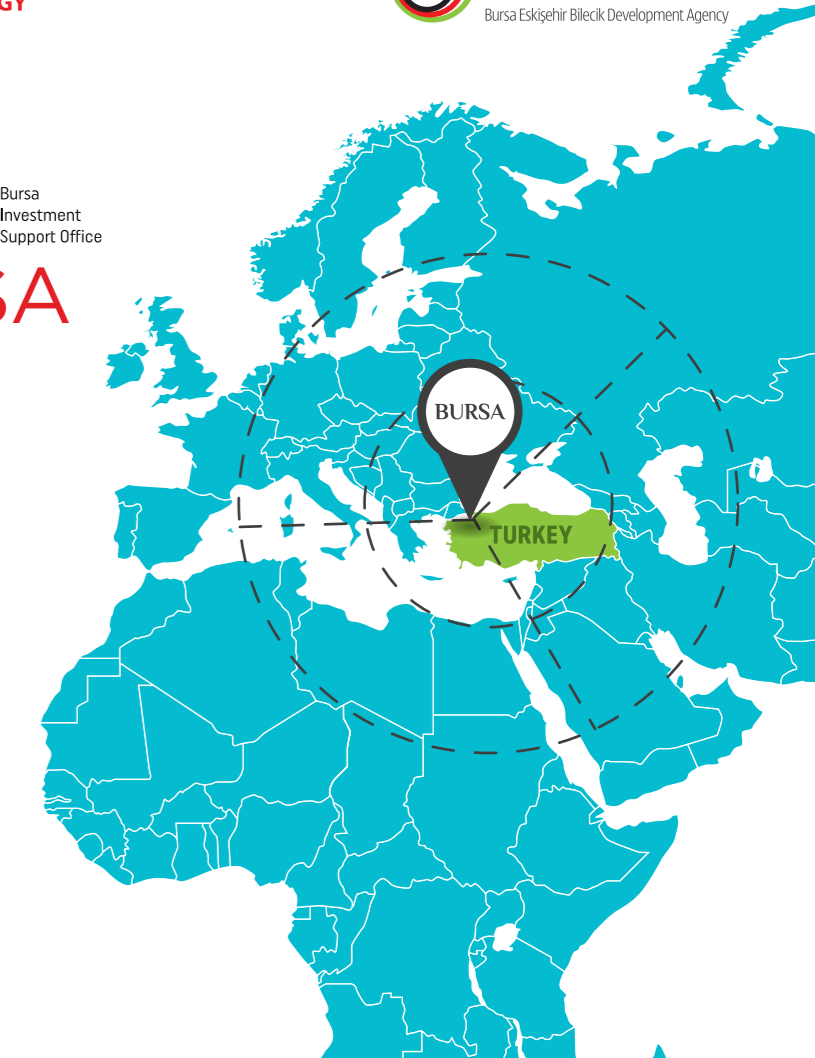 GY
Bursa Eskişehir Bilecik Development Agency
Bursa
Investment
Support Office
SA
BURSA
TURKEY